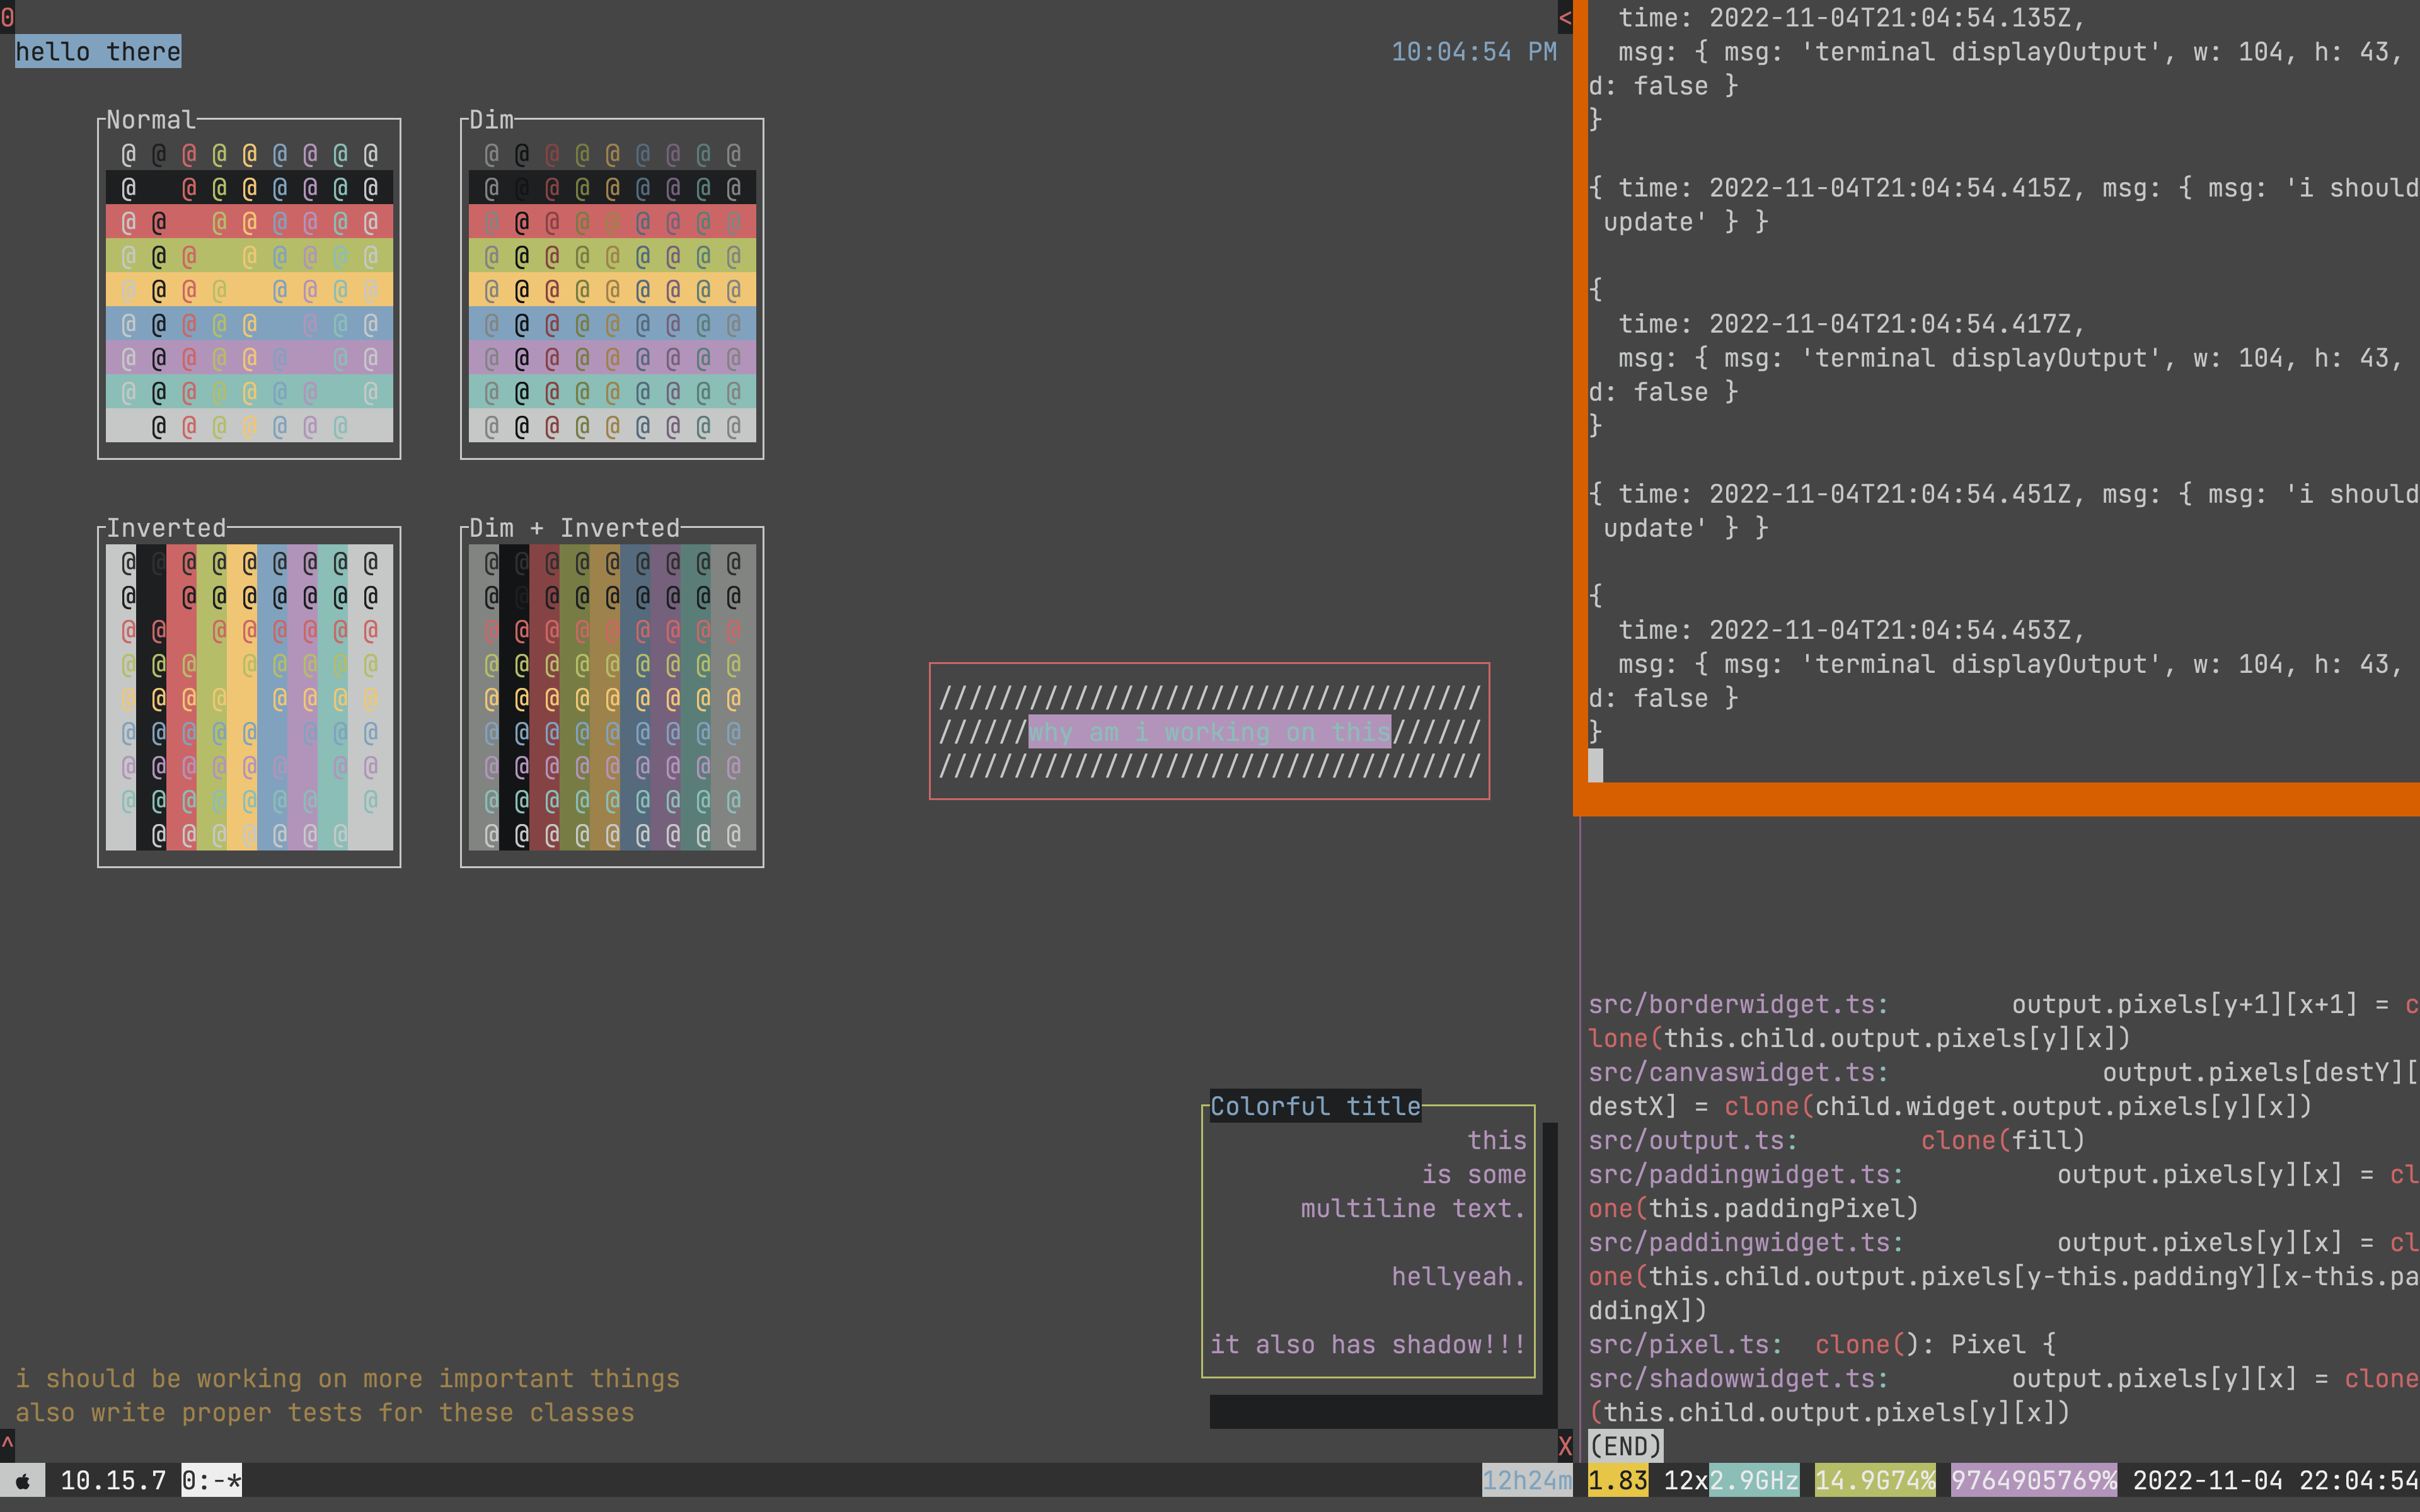 0 <
hello there 10:04:54 PM
Normal
@ @ @ @ @ @ @ @ @
@ @ @ @ @ @ @ @
@ @ @ @ @ @ @ @
@ @ @ @ @ @ @ @
@ @ @ @ @ @ @ @
@ @ @ @ @ @ @ @
@ @ @ @ @ @ @ @
@ @ @ @ @ @ @ @
@ @ @ @ @ @ @
Dim
@ @ @ @ @ @ @ @ @
@ @ @ @ @ @ @ @ @
@ @ @ @ @ @ @ @ @
@ @ @ @ @ @ @ @ @
@ @ @ @ @ @ @ @ @
@ @ @ @ @ @ @ @ @
@ @ @ @ @ @ @ @ @
@ @ @ @ @ @ @ @ @
@ @ @ @ @ @ @ @ @
Inverted
@ @ @ @ @ @ @ @ @
@ @ @ @ @ @ @ @
@ @ @ @ @ @ @ @
@ @ @ @ @ @ @ @
@ @ @ @ @ @ @ @
@ @ @ @ @ @ @ @
@ @ @ @ @ @ @ @
@ @ @ @ @ @ @ @
@ @ @ @ @ @ @
Dim + Inverted
@ @ @ @ @ @ @ @ @
@ @ @ @ @ @ @ @ @
@ @ @ @ @ @ @ @ @
@ @ @ @ @ @ @ @ @
@ @ @ @ @ @ @ @ @
@ @ @ @ @ @ @ @ @
@ @ @ @ @ @ @ @ @
@ @ @ @ @ @ @ @ @
@ @ @ @ @ @ @ @ @
////////////////////////////////////
//////why am i working on this//////
////////////////////////////////////
Colorful title
this
is some
multiline text.
hellyeah.
it also has shadow!!!
i should be working on more important things
also write proper tests for these classes
^ X
time: 2022-11-04T21:04:54.135Z,
msg: { msg: 'terminal displayOutput', w: 104, h: 43,
d: false }
}
{ time: 2022-11-04T21:04:54.415Z, msg: { msg: 'i should
update' } }
{
time: 2022-11-04T21:04:54.417Z,
msg: { msg: 'terminal displayOutput', w: 104, h: 43,
d: false }
}
{ time: 2022-11-04T21:04:54.451Z, msg: { msg: 'i should
update' } }
{
time: 2022-11-04T21:04:54.453Z,
msg: { msg: 'terminal displayOutput', w: 104, h: 43,
d: false }
}
src/borderwidget.ts:        output.pixels[y+1][x+1] = c
lone(this.child.output.pixels[y][x])
src/canvaswidget.ts:              output.pixels[destY][
destX] = clone(child.widget.output.pixels[y][x])
src/output.ts:        clone(fill)
src/paddingwidget.ts:          output.pixels[y][x] = cl
one(this.paddingPixel)
src/paddingwidget.ts:          output.pixels[y][x] = cl
one(this.child.output.pixels[y-this.paddingY][x-this.pa
ddingX])
src/pixel.ts:  clone(): Pixel {
src/shadowwidget.ts:        output.pixels[y][x] = clone
(this.child.output.pixels[y][x])
(END)
10.15.7 0:-* 12h24m 1.83 12x2.9GHz 14.9G74% 9764905769% 2022-11-04 22:04:54